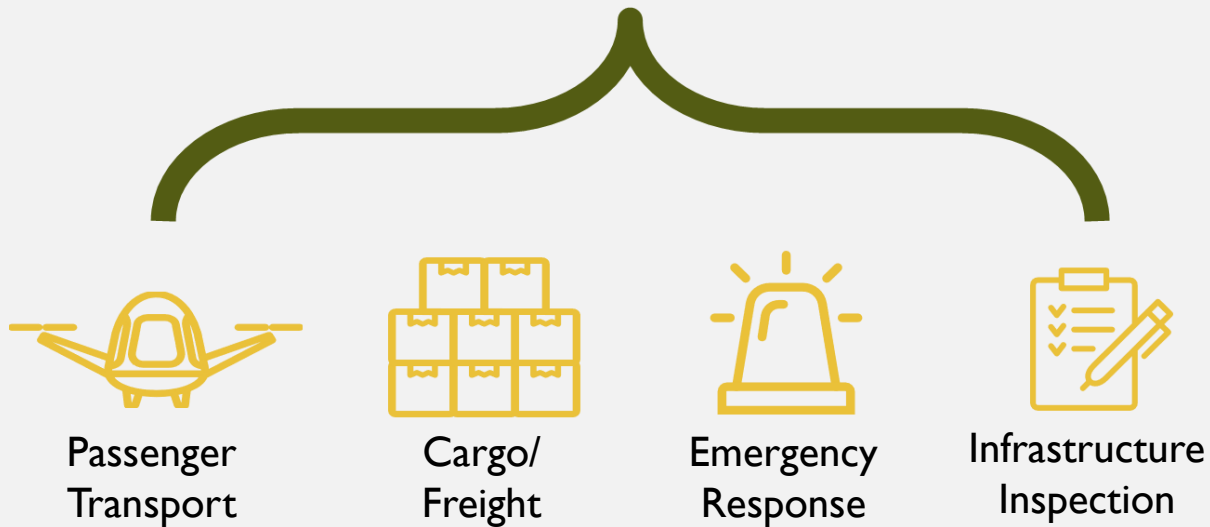 Passenger
Transport
Cargo/
Freight
Emergency
Response
Infrastructure
Inspection